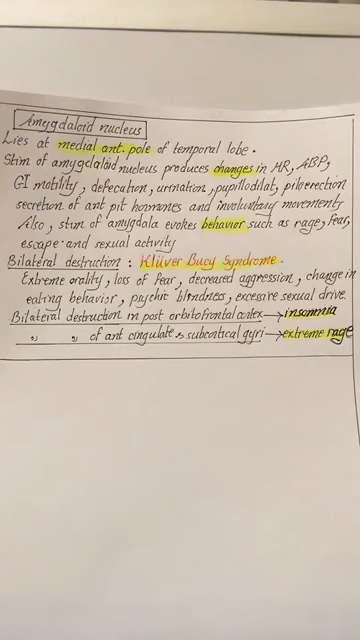 Amygdaloid nucleus
Lies at medial ant. pole of temporal lobe.
Stim of amygdaloid nucleus produces changes in HR, ABP,
GI motility, defecution, urination, pupillodilat, piloerection
secretion of ant pit hormones and involuntary movements
Also, stim of amygdala evokes behavior such as rage, fear,
escape and sexual activity
Bilateral destruction : Klüver Bucy Syndrome.
Extreme orality, loss of fear, decreased aggression, change in
eating behavior, psychic blindness, excessive sexual drive.
Bilateral destruction in post orbitofrontal cortex → insomnia
" " of ant cingulate & subcortical gyri → extreme rage